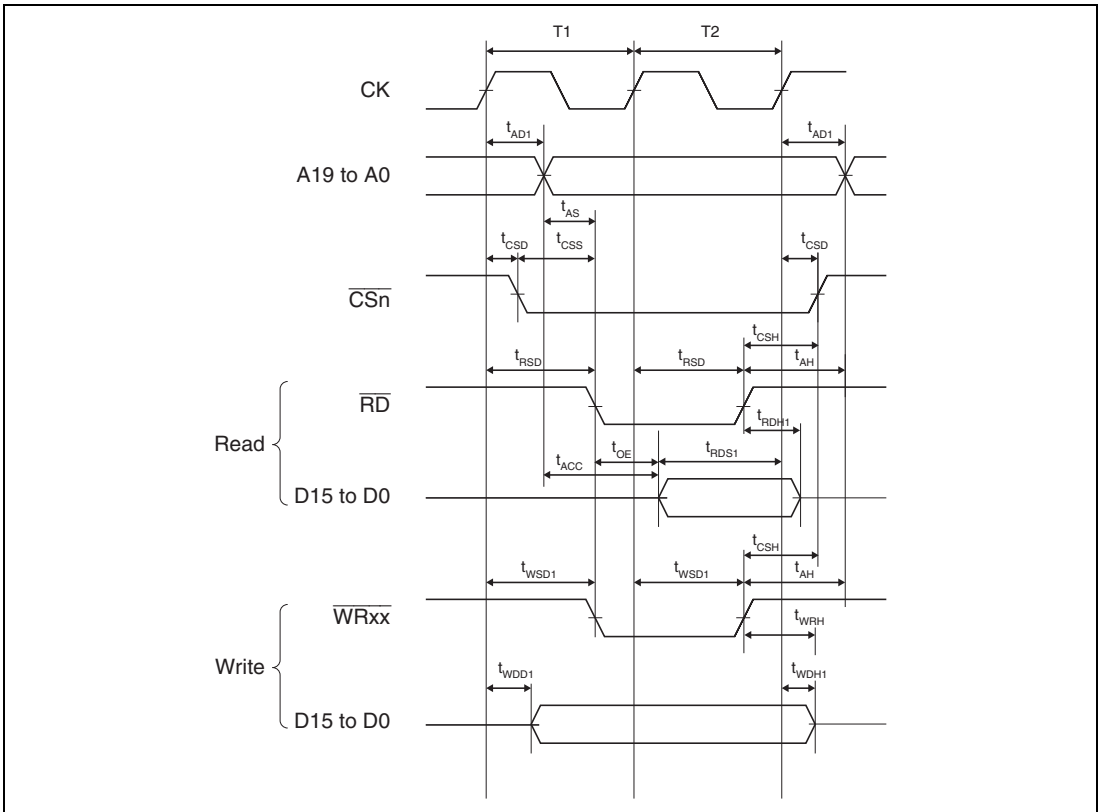 T1 T2
CK
tAD1 tAD1
A19 to A0
tAS
tCSD tCSS tCSD
CSn
tCSH
tRSD tRSD tAH
RD
tRDH1
Read
tOE tRDS1
tACC
D15 to D0
tCSH
tWSD1 tWSD1 tAH
WRxx
tWRH
Write
tWDD1 tWDH1
D15 to D0